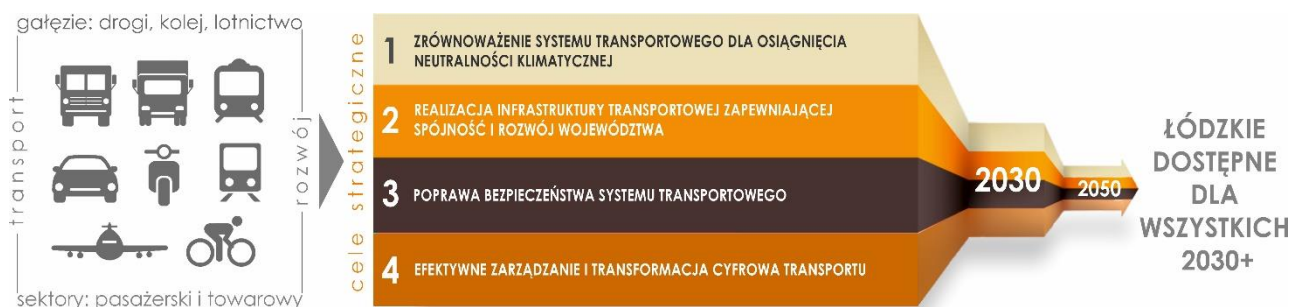 gałęzie: drogi, kolej, lotnictwo
transport
rozwój
sektory: pasażerski i towarowy
cele strategiczne
1 ZRÓWNOWAŻENIE SYSTEMU TRANSPORTOWEGO DLA OSIĄGNIĘCIA
NEUTRALNOŚCI KLIMATYCZNEJ
2 REALIZACJA INFRASTRUKTURY TRANSPORTOWEJ ZAPEWNIAJĄCEJ
SPÓJNOŚĆ I ROZWÓJ WOJEWÓDZTWA
3 POPRAWA BEZPIECZEŃSTWA SYSTEMU TRANSPORTOWEGO
4 EFEKTYWNE ZARZĄDZANIE I TRANSFORMACJA CYFROWA TRANSPORTU
2030
2050
ŁÓDZKIE
DOSTĘPNE
DLA
WSZYSTKICH
2030+